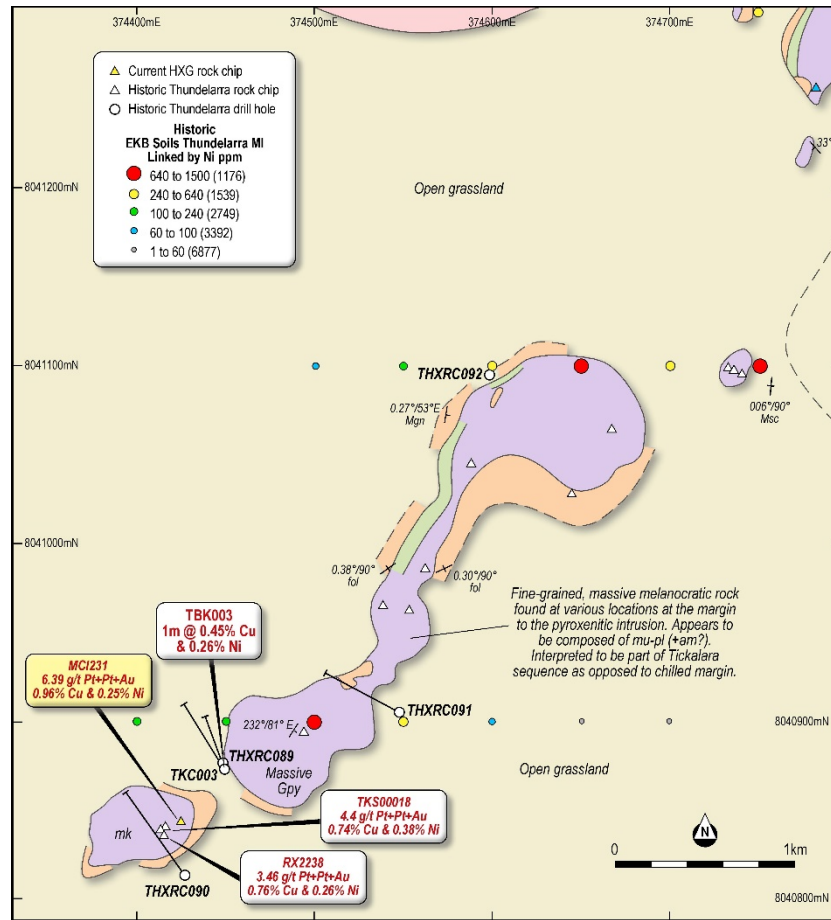 374400mE
374500mE
374600mE
374700mE
Current HXG rock chip
Historic Thundelarra rock chip
Historic Thundelarra drill hole
Historic
EKB Soils Thundelarra MI
Linked by Ni ppm
640 to 1500 (1176)
240 to 640 (1539)
100 to 240 (2749)
60 to 100 (3392)
1 to 60 (6877)
33°
8041200mN
Open grassland
8041100mN
THXRC092
0.27°/53°E
Mgn
006°/90°
Msc
8041000mN
0.38°/90°
fol
0.30°/90°
fol
Fine-grained, massive melanocratic rock
found at various locations at the margin
to the pyroxenitic intrusion. Appears to
be composed of mu-pl (+am?).
Interpreted to be part of Tickalara
sequence as opposed to chilled margin.
TBK003
1m @ 0.45% Cu
& 0.26% Ni
MCI231
6.39 g/t Pt+Pt+Au
0.96% Cu & 0.25% Ni
THXRC091
232°/81° E
8040900mN
THXRC089
TKC003
Massive
Gpy
Open grassland
TKS00018
4.4 g/t Pt+Pt+Au
0.74% Cu & 0.38% Ni
mk
RX2238
3.46 g/t Pt+Pt+Au
0.76% Cu & 0.26% Ni
THXRC090
N
0
1km
8040800mN